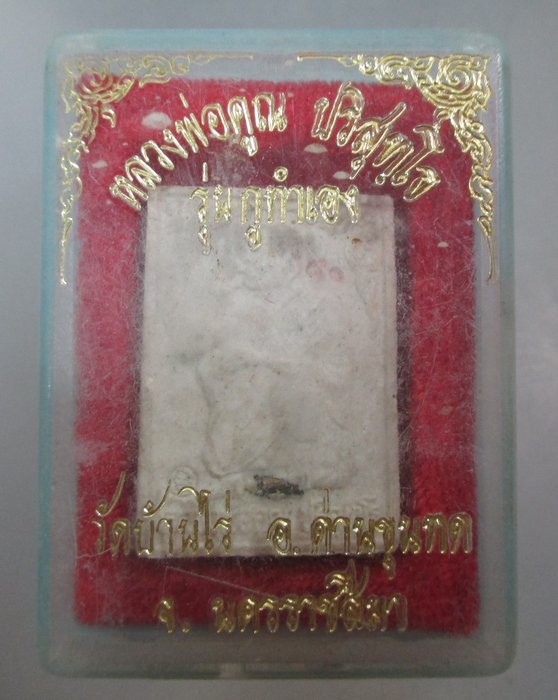 หลวงพ่อคูณ ปริสุทฺโธ
รุ่น กูทำเอง
วัดบ้านไร่ อ.ด่านขุนทด
จ. นครราชสีมา